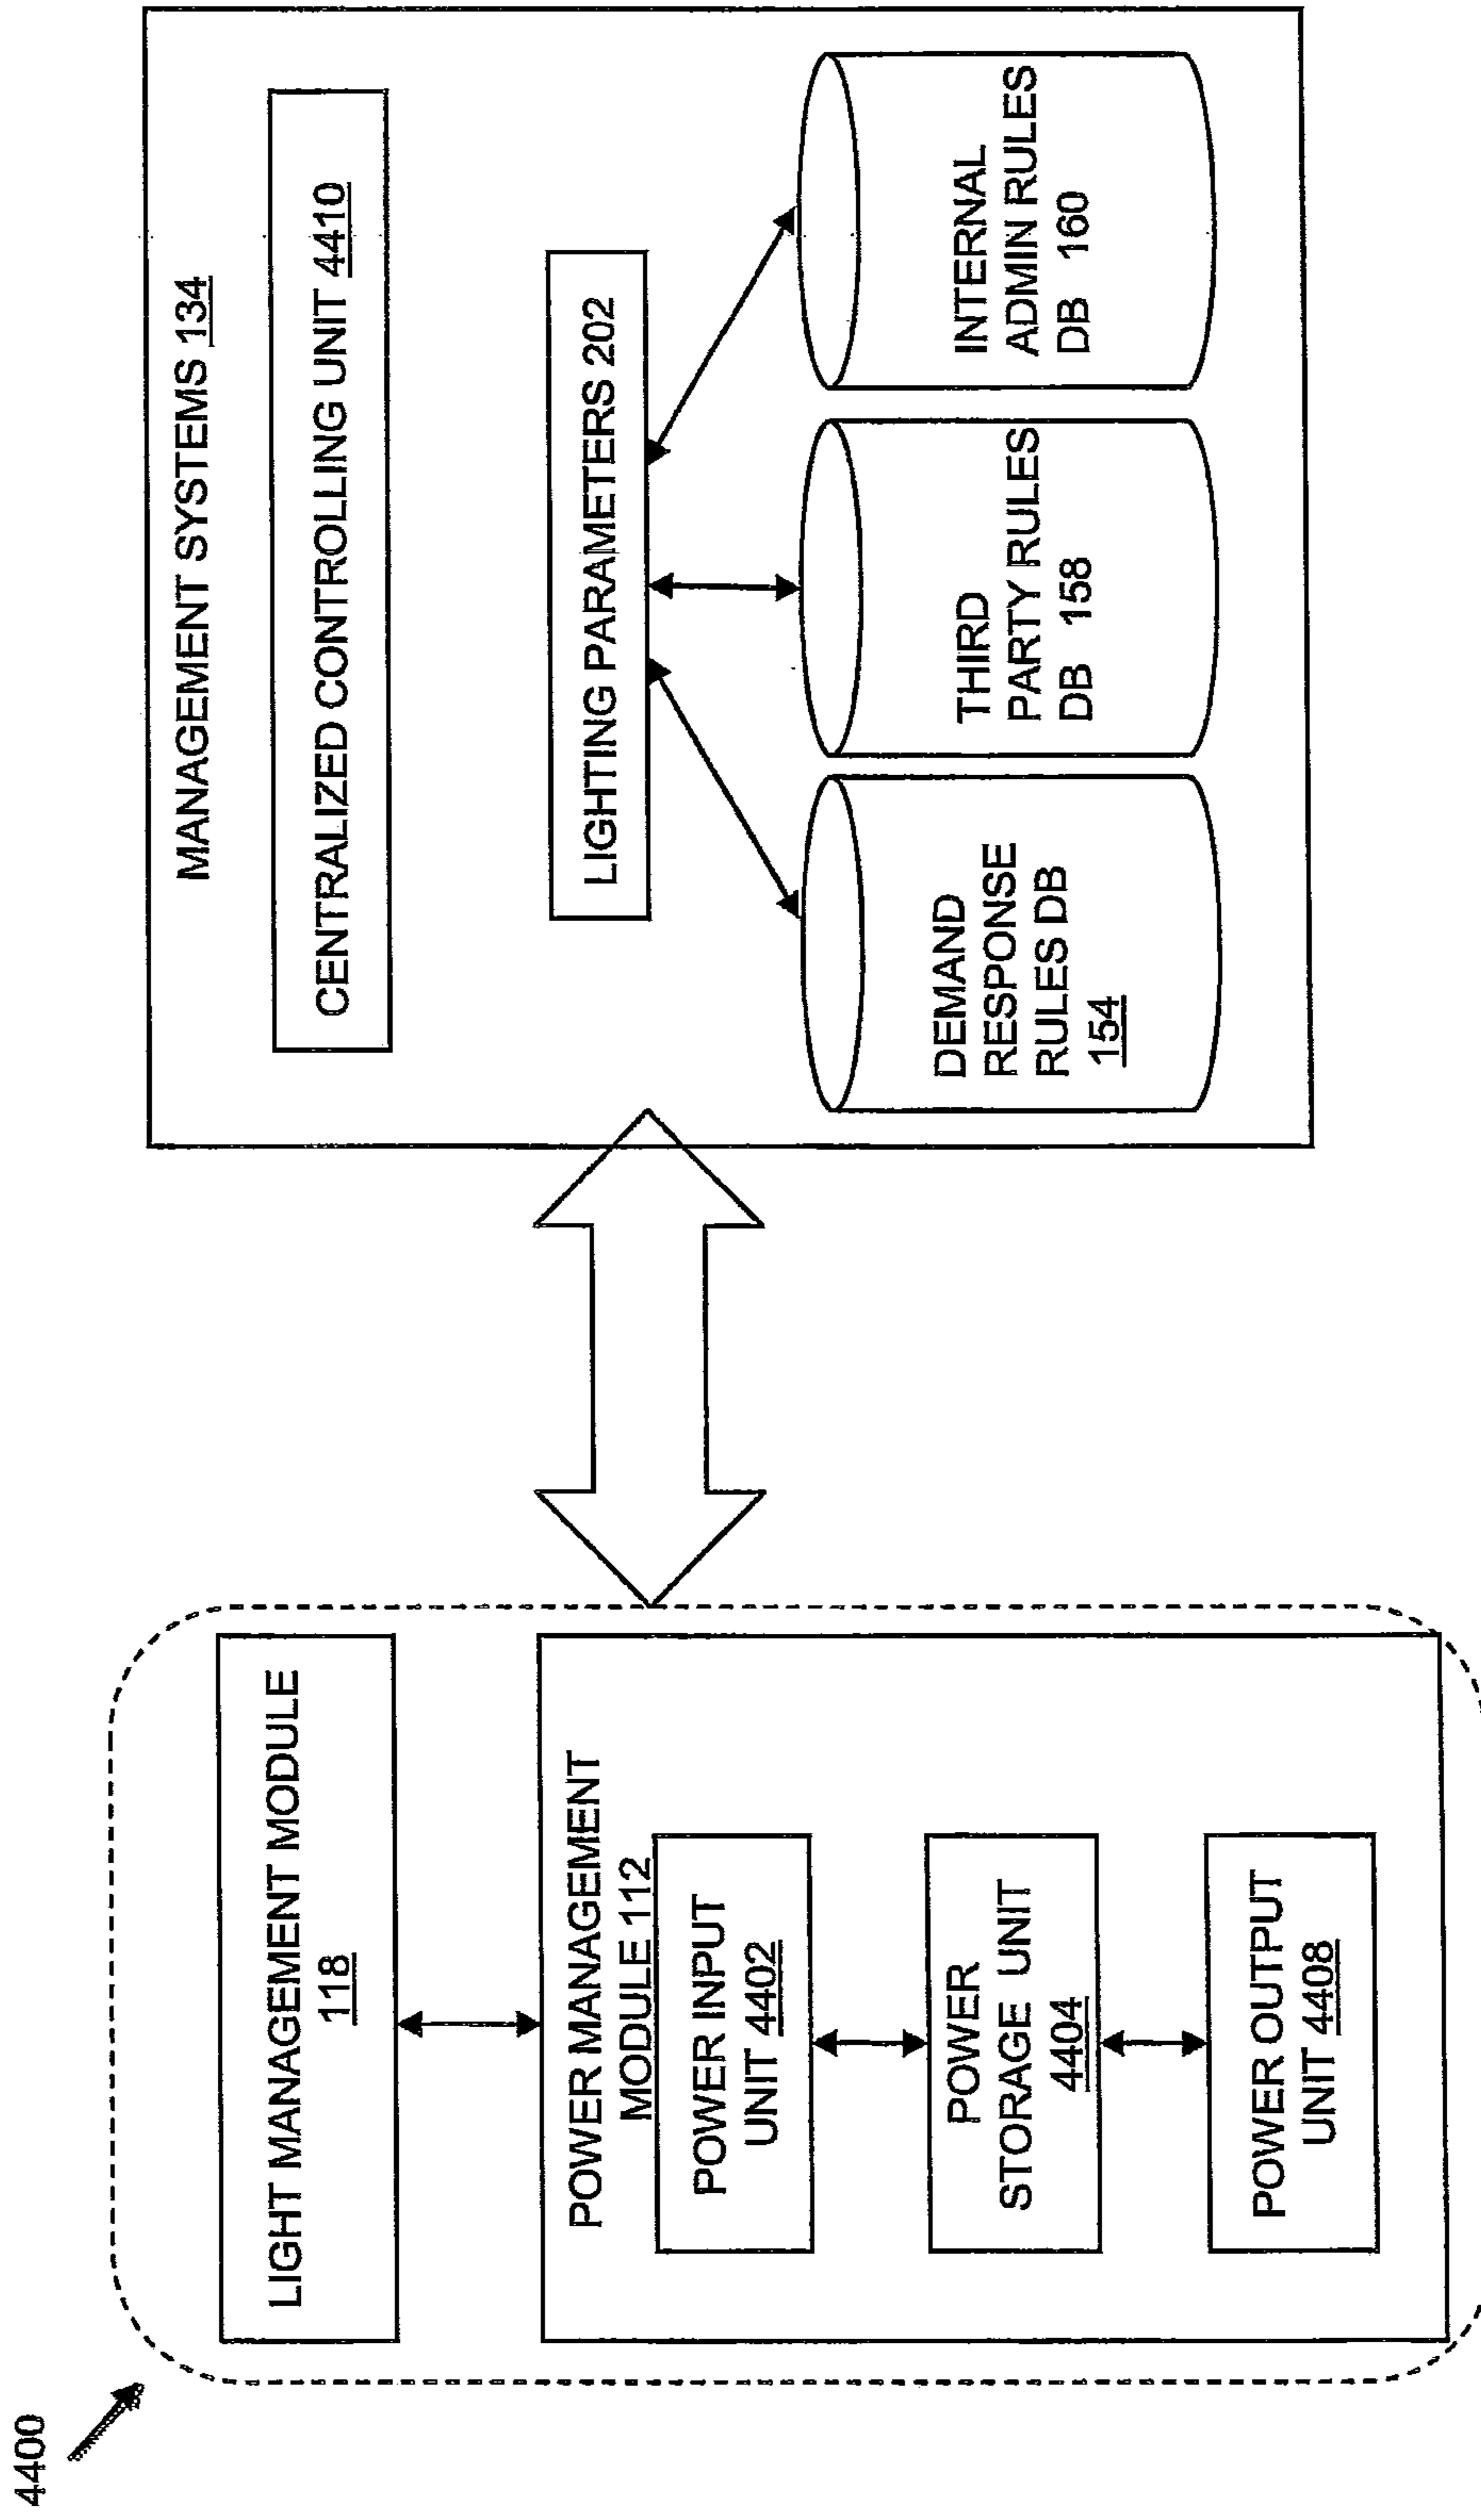 4400
LIGHT MANAGEMENT MODULE
118
POWER MANAGEMENT
MODULE 112
POWER INPUT
UNIT 4402
POWER
STORAGE UNIT
4404
POWER OUTPUT
UNIT 4408
MANAGEMENT SYSTEMS 134
CENTRALIZED CONTROLLING UNIT 4410
LIGHTING PARAMETERS 202
DEMAND
RESPONSE
RULES DB
154
THIRD
PARTY RULES
DB 158
INTERNAL
ADMIN RULES
DB 160